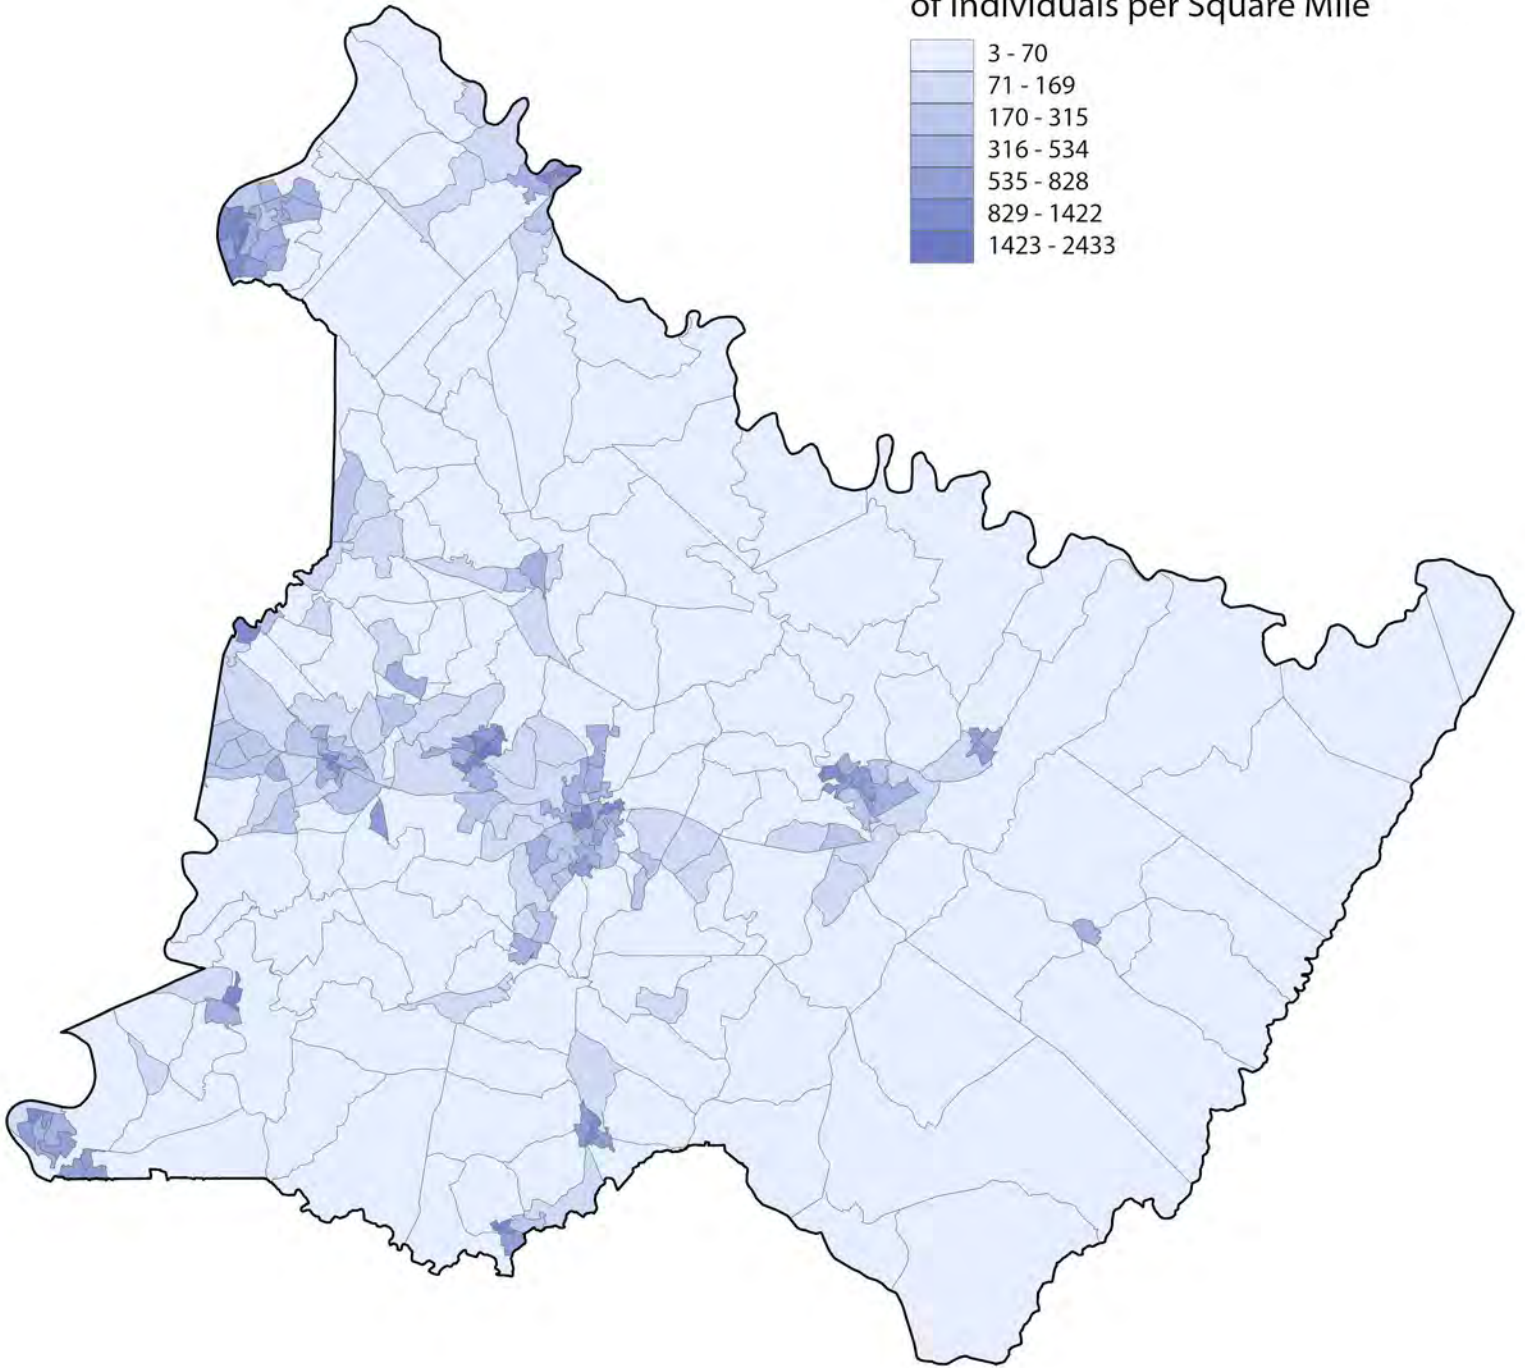 of Individuals per Square Mile
3 - 70
71 - 169
170 - 315
316 - 534
535 - 828
829 - 1422
1423 - 2433